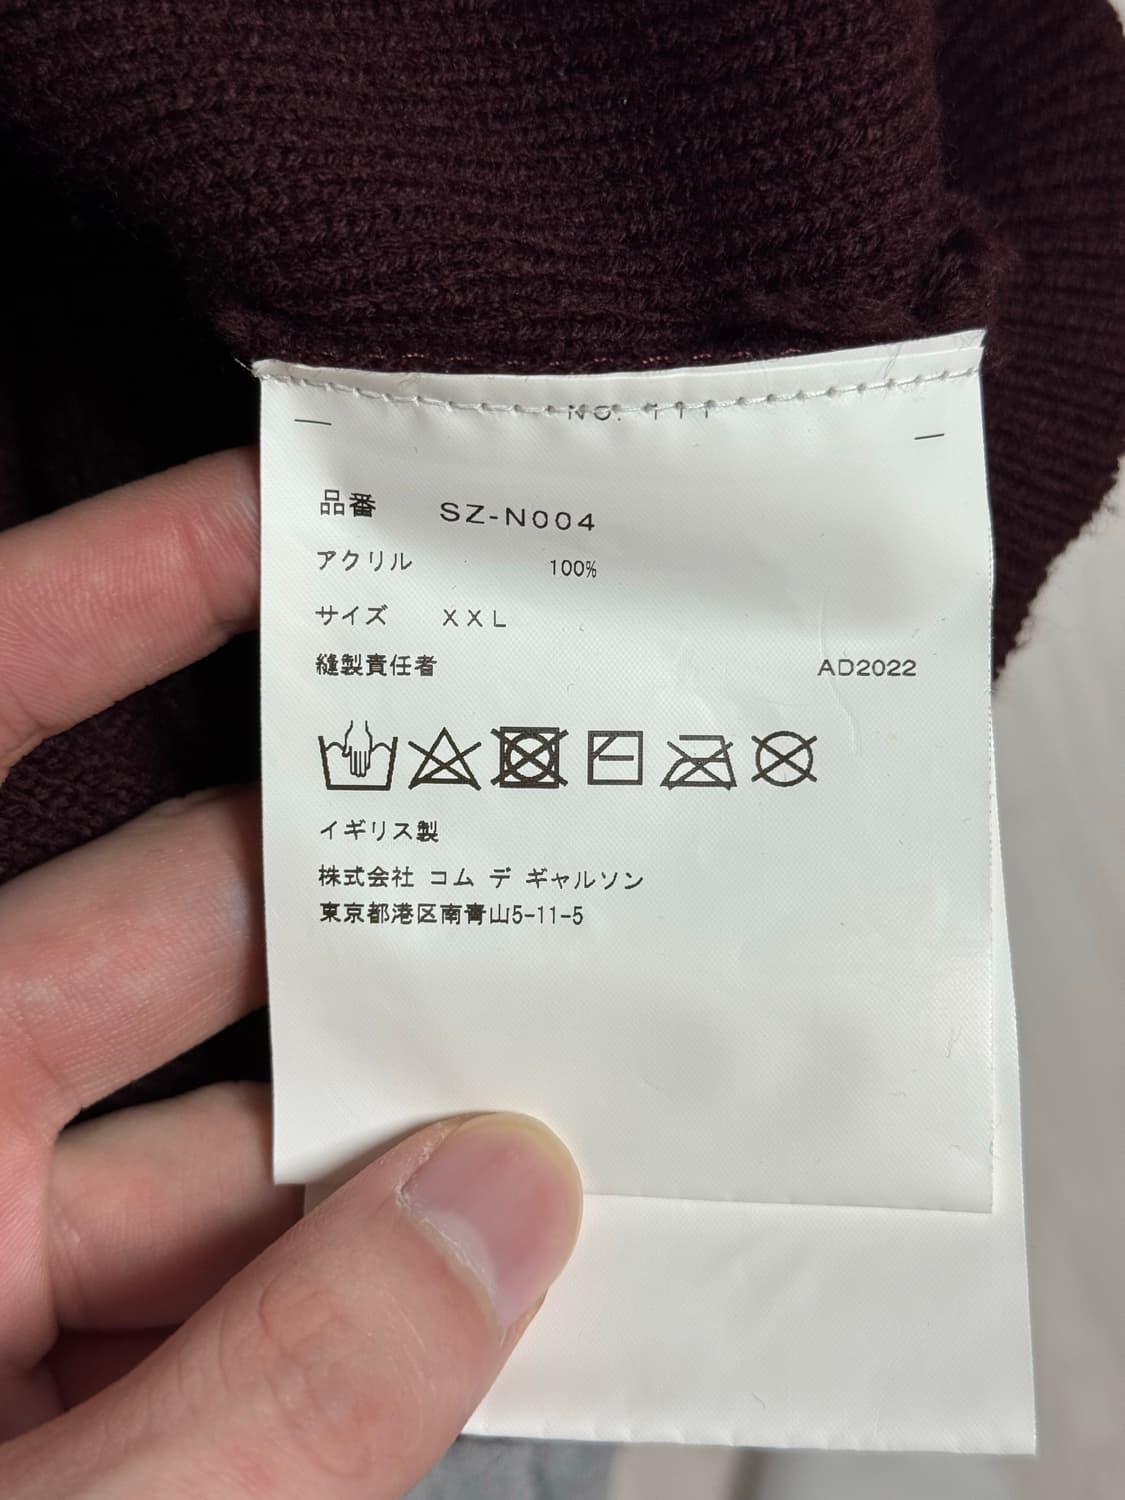 NO. 111
品番 SZ-N004
アクリル 100%
サイズ XXL
縫製責任者 AD2022
イギリス製
株式会社 コム デ ギャルソン
東京都港区南青山5-11-5